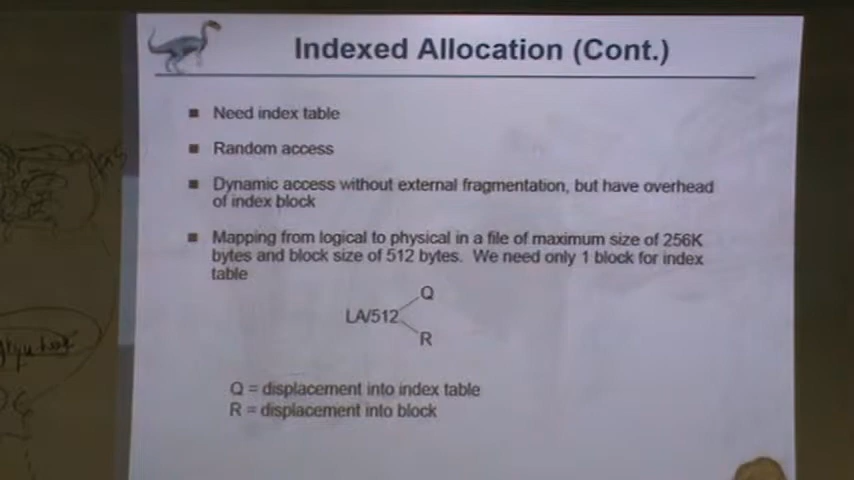 Indexed Allocation (Cont.)
Need index table
Random access
Dynamic access without external fragmentation, but have overhead
of index block
Mapping from logical to physical in a file of maximum size of 256K
bytes and block size of 512 bytes.  We need only 1 block for index
table
Q
LA/512
R
Q = displacement into index table
R = displacement into block